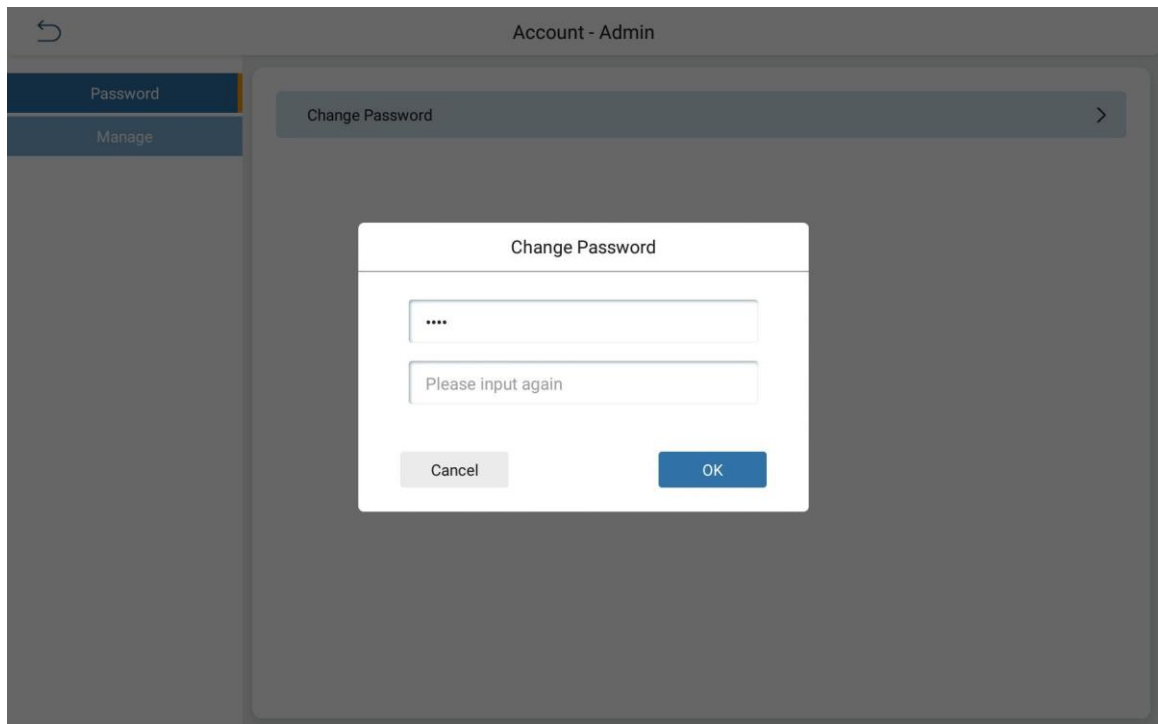 Account - Admin
Password
Manage
Change Password
Change Password
••••
Please input again
Cancel
OK